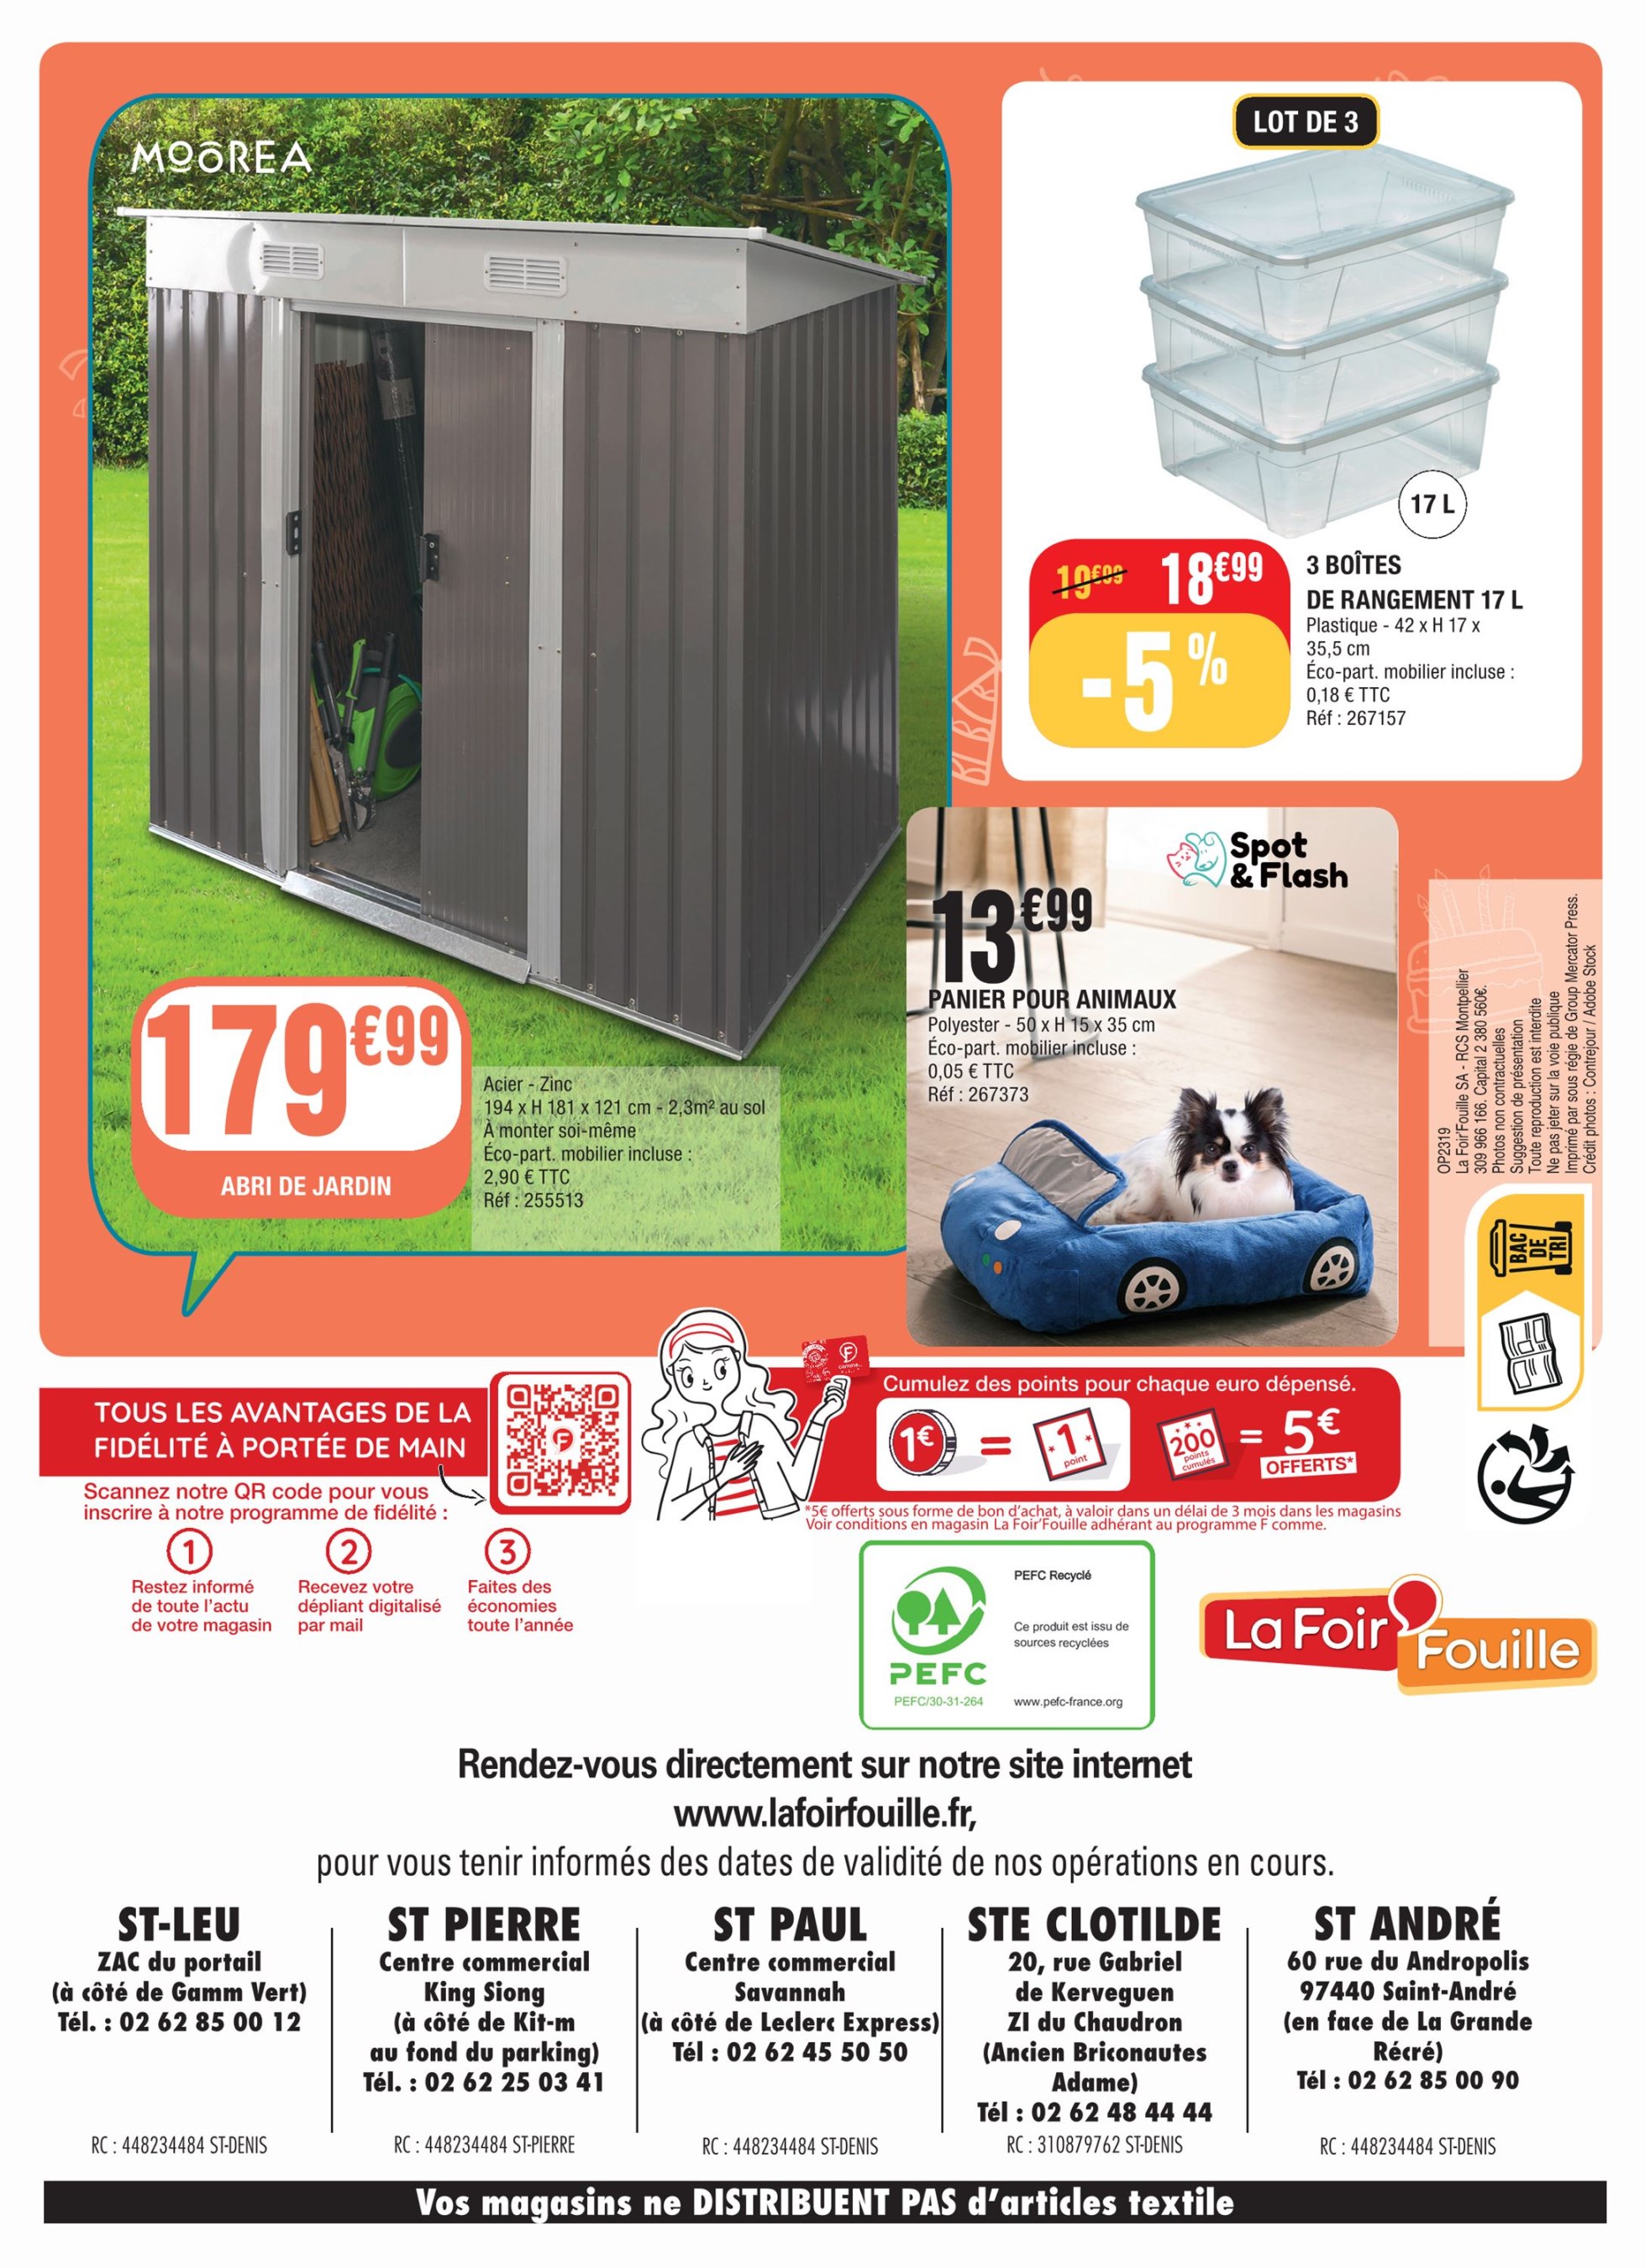 MOOREA
LOT DE 3
17 L
19€99 18€99
-5%
3 BOÎTES
DE RANGEMENT 17 L
Plastique - 42 x H 17 x
35,5 cm
Éco-part. mobilier incluse :
0,18 € TTC
Réf : 267157
Spot
& Flash
13€99
PANIER POUR ANIMAUX
Polyester - 50 x H 15 x 35 cm
Éco-part. mobilier incluse :
0,05 € TTC
Réf : 267373
179€99
ABRI DE JARDIN
Acier - Zinc
194 x H 181 x 121 cm - 2,3m² au sol
À monter soi-même
Éco-part. mobilier incluse :
2,90 € TTC
Réf : 255513
OP2319
La Foir'Fouille SA - RCS Montpellier
309 966 166. Capital 2 380 560€.
Photos non contractuelles
Suggestion de présentation
Toute reproduction est interdite
Ne pas jeter sur la voie publique
Imprimé par sous régie de Group Mercator Press.
Crédit photos : Contrejour / Adobe Stock
BAC
DE
TRI
TOUS LES AVANTAGES DE LA
FIDÉLITÉ À PORTÉE DE MAIN
F
Scannez notre QR code pour vous
inscrire à notre programme de fidélité :
1
Restez informé
de toute l'actu
de votre magasin
2
Recevez votre
dépliant digitalisé
par mail
3
Faites des
économies
toute l'année
F
Cumulez des points pour chaque euro dépensé.
1€ = 1 point
200 points cumulés = 5€
OFFERTS*
*5€ offerts sous forme de bon d'achat, à valoir dans un délai de 3 mois dans les magasins
Voir conditions en magasin La Foir'Fouille adhérant au programme F comme.
PEFC
PEFC/30-31-264
PEFC Recyclé
Ce produit est issu de
sources recyclées
www.pefc-france.org
La Foir'Fouille
Rendez-vous directement sur notre site internet
www.lafoirfouille.fr,
pour vous tenir informés des dates de validité de nos opérations en cours.
ST-LEU
ZAC du portail
(à côté de Gamm Vert)
Tél. : 02 62 85 00 12
RC : 448234484 ST-DENIS
ST PIERRE
Centre commercial
King Siong
(à côté de Kit-m
au fond du parking)
Tél. : 02 62 25 03 41
RC : 448234484 ST-PIERRE
ST PAUL
Centre commercial
Savannah
(à côté de Leclerc Express)
Tél : 02 62 45 50 50
RC : 448234484 ST-DENIS
STE CLOTILDE
20, rue Gabriel
de Kerveguen
ZI du Chaudron
(Ancien Briconautes
Adame)
Tél : 02 62 48 44 44
RC : 310879762 ST-DENIS
ST ANDRÉ
60 rue du Andropolis
97440 Saint-André
(en face de La Grande
Récré)
Tél : 02 62 85 00 90
RC : 448234484 ST-DENIS
Vos magasins ne DISTRIBUENT PAS d'articles textile